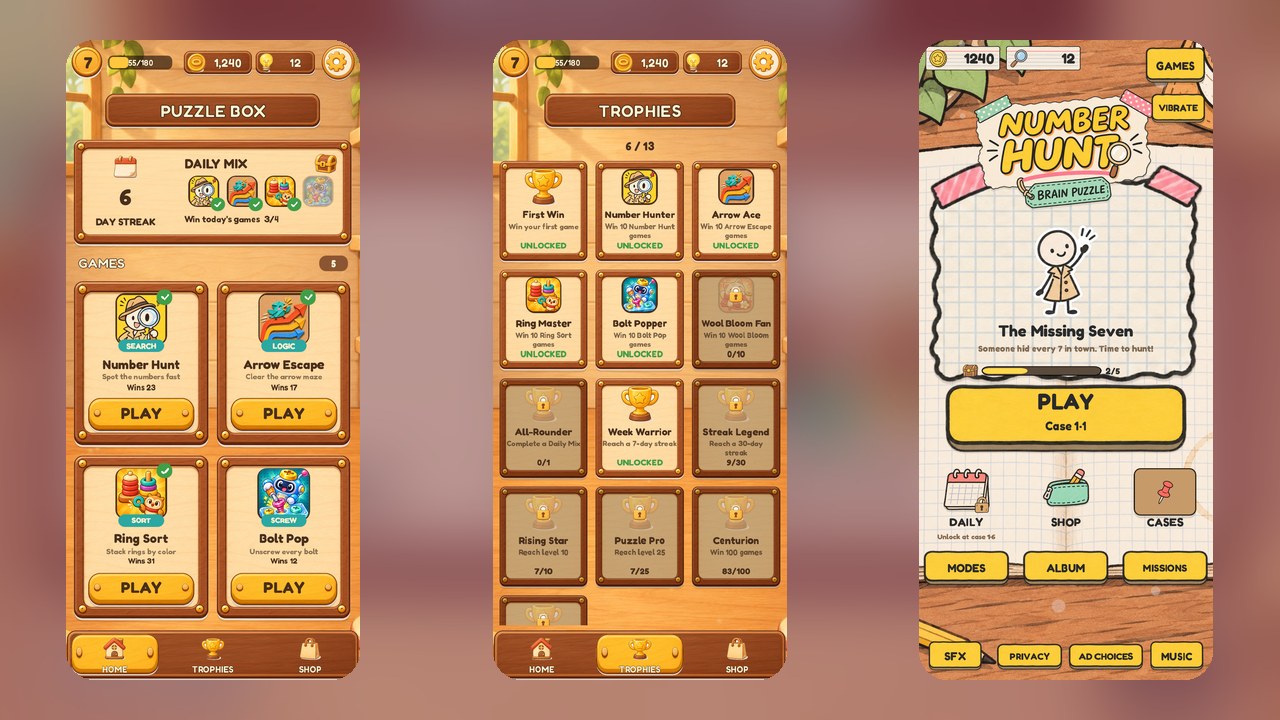 7
55/180
1,240
12
PUZZLE BOX
DAILY MIX
6
DAY STREAK
Win today's games 3/4
GAMES
5
SEARCH
Number Hunt
Spot the numbers fast
Wins 23
PLAY
LOGIC
Arrow Escape
Clear the arrow maze
Wins 17
PLAY
SORT
Ring Sort
Stack rings by color
Wins 31
PLAY
SCREW
Bolt Pop
Unscrew every bolt
Wins 12
PLAY
HOME
TROPHIES
SHOP
7
55/180
1,240
12
TROPHIES
6 / 13
First Win
Win your first game
UNLOCKED
Number Hunter
Win 10 Number Hunt
games
UNLOCKED
Arrow Ace
Win 10 Arrow Escape
games
UNLOCKED
Ring Master
Win 10 Ring Sort
games
UNLOCKED
Bolt Popper
Win 10 Bolt Pop
games
UNLOCKED
Wool Bloom Fan
Win 10 Wool Bloom
games
0/10
All-Rounder
Complete a Daily Mix
0/1
Week Warrior
Reach a 7-day streak
UNLOCKED
Streak Legend
Reach a 30-day
streak
9/30
Rising Star
Reach level 10
7/10
Puzzle Pro
Reach level 25
7/25
Centurion
Win 100 games
83/100
HOME
TROPHIES
SHOP
1240
12
GAMES
VIBRATE
NUMBER
HUNT
BRAIN PUZZLE
The Missing Seven
Someone hid every 7 in town. Time to hunt!
2/5
PLAY
Case 1-1
DAILY
Unlock at case 1-6
SHOP
CASES
MODES
ALBUM
MISSIONS
SFX
PRIVACY
AD CHOICES
MUSIC